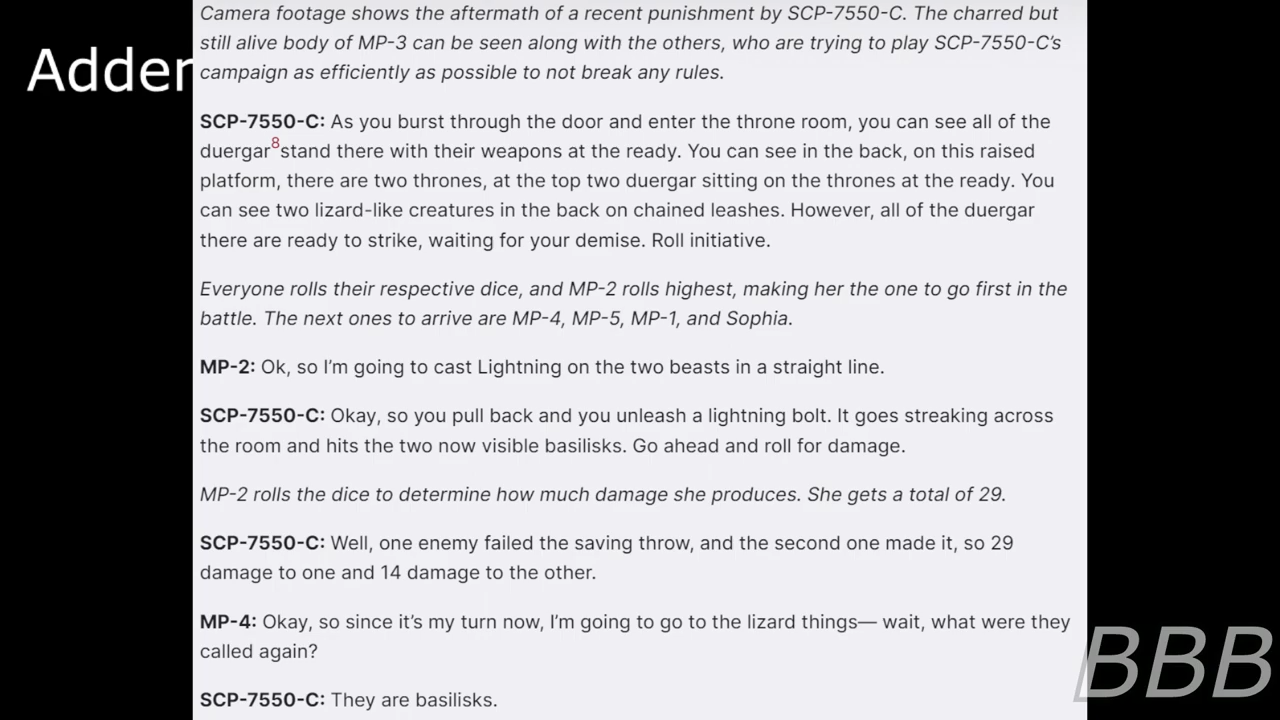 Adden
Camera footage shows the aftermath of a recent punishment by SCP-7550-C. The charred but
still alive body of MP-3 can be seen along with the others, who are trying to play SCP-7550-C’s
campaign as efficiently as possible to not break any rules.
SCP-7550-C: As you burst through the door and enter the throne room, you can see all of the
duergar8stand there with their weapons at the ready. You can see in the back, on this raised
platform, there are two thrones, at the top two duergar sitting on the thrones at the ready. You
can see two lizard-like creatures in the back on chained leashes. However, all of the duergar
there are ready to strike, waiting for your demise. Roll initiative.
Everyone rolls their respective dice, and MP-2 rolls highest, making her the one to go first in the
battle. The next ones to arrive are MP-4, MP-5, MP-1, and Sophia.
MP-2: Ok, so I’m going to cast Lightning on the two beasts in a straight line.
SCP-7550-C: Okay, so you pull back and you unleash a lightning bolt. It goes streaking across
the room and hits the two now visible basilisks. Go ahead and roll for damage.
MP-2 rolls the dice to determine how much damage she produces. She gets a total of 29.
SCP-7550-C: Well, one enemy failed the saving throw, and the second one made it, so 29
damage to one and 14 damage to the other.
MP-4: Okay, so since it’s my turn now, I’m going to go to the lizard things— wait, what were they
called again?
SCP-7550-C: They are basilisks.
BBB